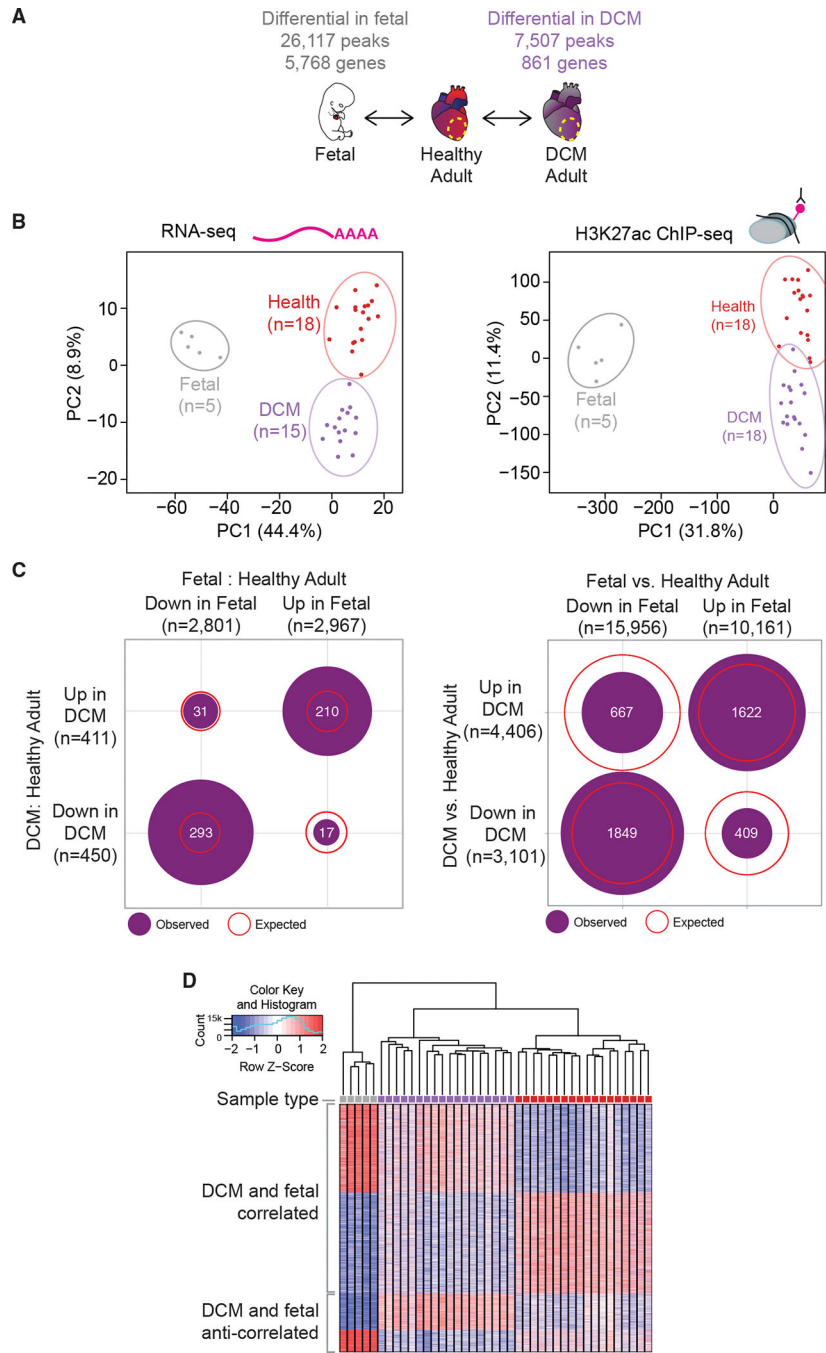 A
Differential in fetal
26,117 peaks
5,768 genes
Differential in DCM
7,507 peaks
861 genes
Fetal
Healthy
Adult
DCM
Adult
B
RNA-seq
AAAA
PC2 (8.9%)
10
0
−10
−20
Health
(n=18)
Fetal
(n=5)
DCM
(n=15)
−60
−40
−20
0
20
PC1 (44.4%)
H3K27ac ChIP-seq
PC2 (11.4%)
100
50
0
−50
−100
−150
Health
(n=18)
Fetal
(n=5)
DCM
(n=18)
−300
−200
−100
0
PC1 (31.8%)
C
Fetal : Healthy Adult
Down in Fetal
(n=2,801)
Up in Fetal
(n=2,967)
DCM: Healthy Adult
Up in
DCM
(n=411)
31
210
Down in
DCM
(n=450)
293
17
Observed
Expected
Fetal vs. Healthy Adult
Down in Fetal
(n=15,956)
Up in Fetal
(n=10,161)
DCM vs. Healthy Adult
Up in
DCM
(n=4,406)
667
1622
Down in
DCM
(n=3,101)
1849
409
Observed
Expected
D
Color Key
and Histogram
Count
15k
0
−2
−1
0
1
2
Row Z−Score
Sample type
DCM and fetal
correlated
DCM and fetal
anti-correlated